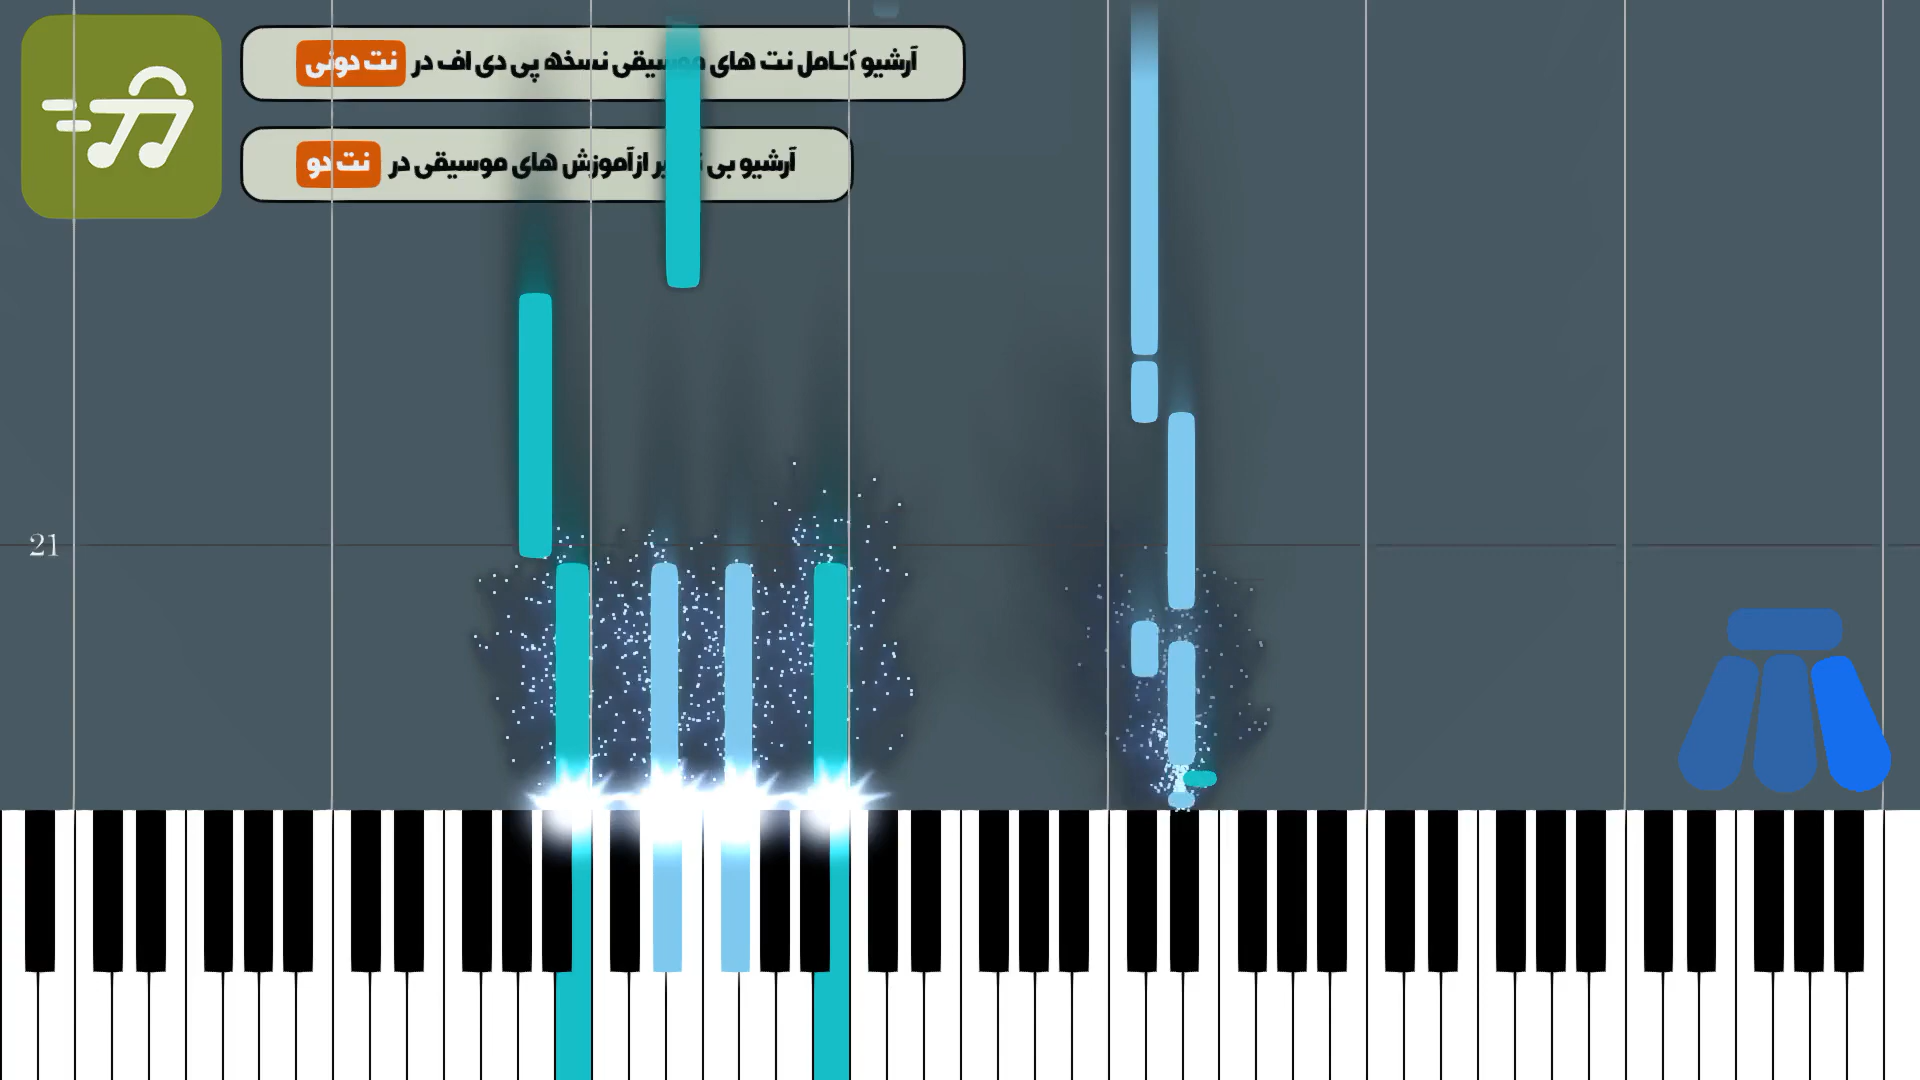 آرشیو کامل نت های موسیقی نسخه پی دی اف در نت دونی
آرشیو بی از آموزش های موسیقی در نت دو
21